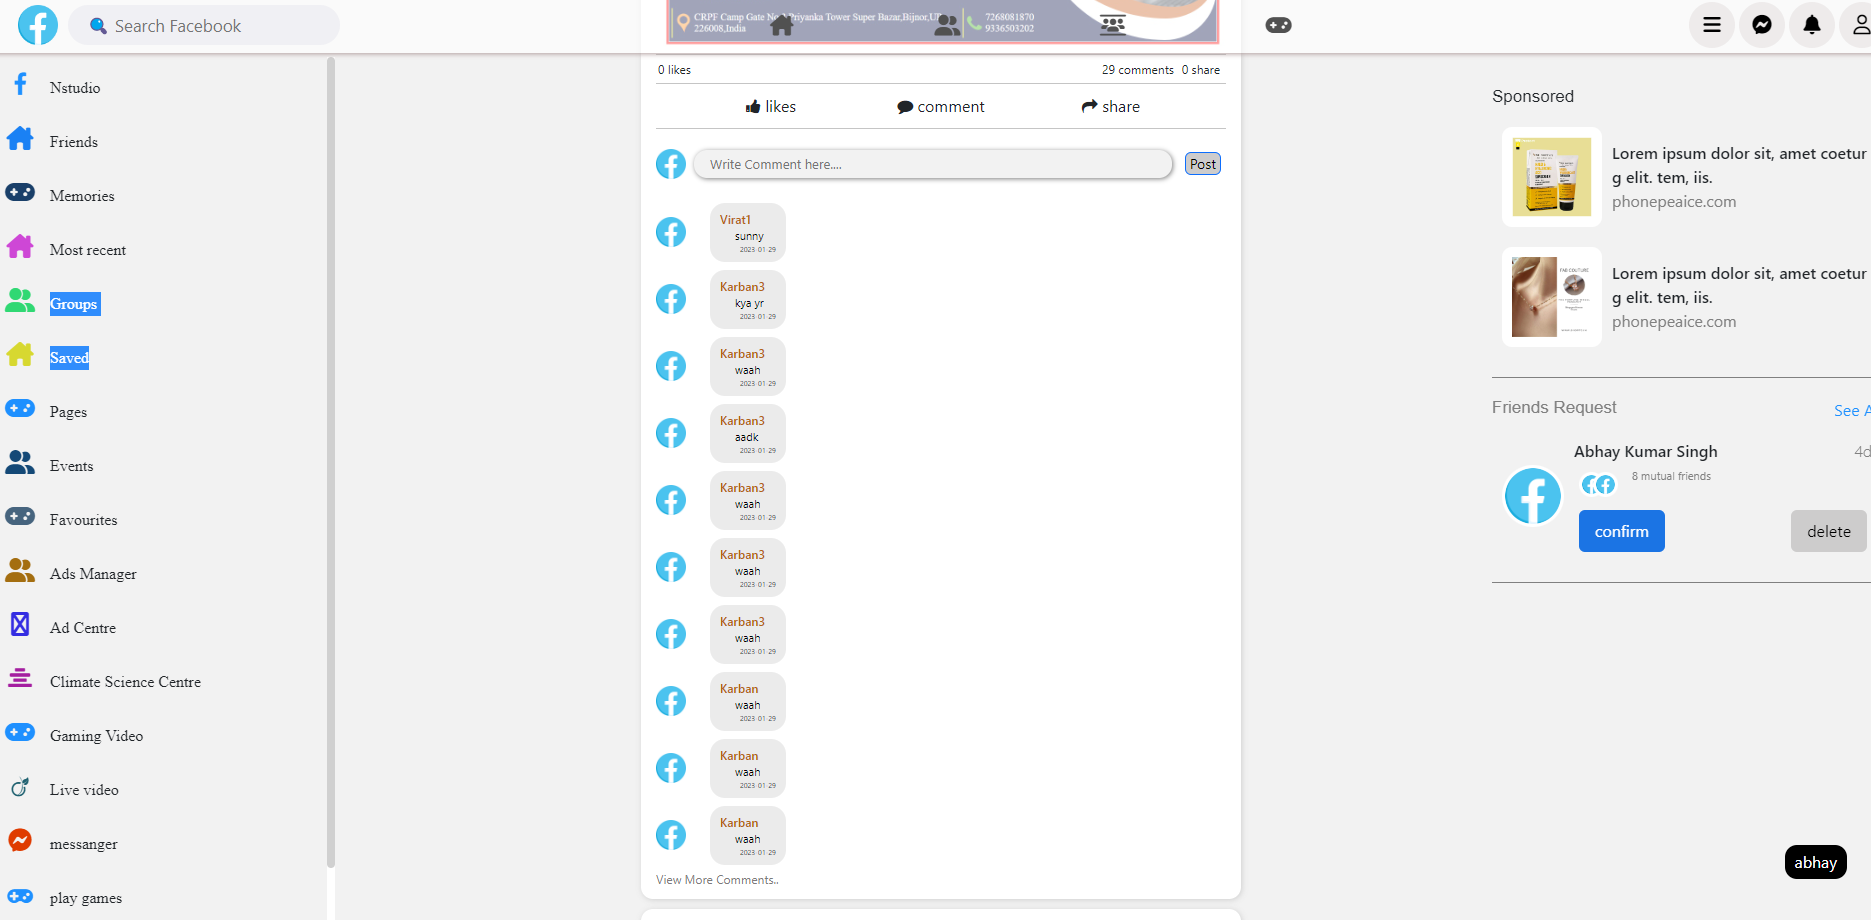 Search Facebook
CRPF Camp Gate No.
Priyanka Tower Super Bazar,Bijnor,
226008,India
7268081870
9336503202
Nstudio
Friends
Memories
Most recent
Groups
Saved
Pages
Events
Favourites
Ads Manager
Ad Centre
Climate Science Centre
Gaming Video
Live video
messanger
play games
0 likes
29 comments 0 share
likes
comment
share
Write Comment here....
Post
Virat1
sunny
2023-01-29
Karban3
kya yr
2023-01-29
Karban3
waah
2023-01-29
Karban3
aadk
2023-01-29
Karban3
waah
2023-01-29
Karban3
waah
2023-01-29
Karban3
waah
2023-01-29
Karban
waah
2023-01-29
Karban
waah
2023-01-29
Karban
waah
2023-01-29
View More Comments..
Sponsored
Lorem ipsum dolor sit, amet coetur
g elit. tem, iis.
phonepeaice.com
FAB COUTURE
Lorem ipsum dolor sit, amet coetur
g elit. tem, iis.
phonepeaice.com
Friends Request
See A
Abhay Kumar Singh
4d
8 mutual friends
confirm
delete
abhay